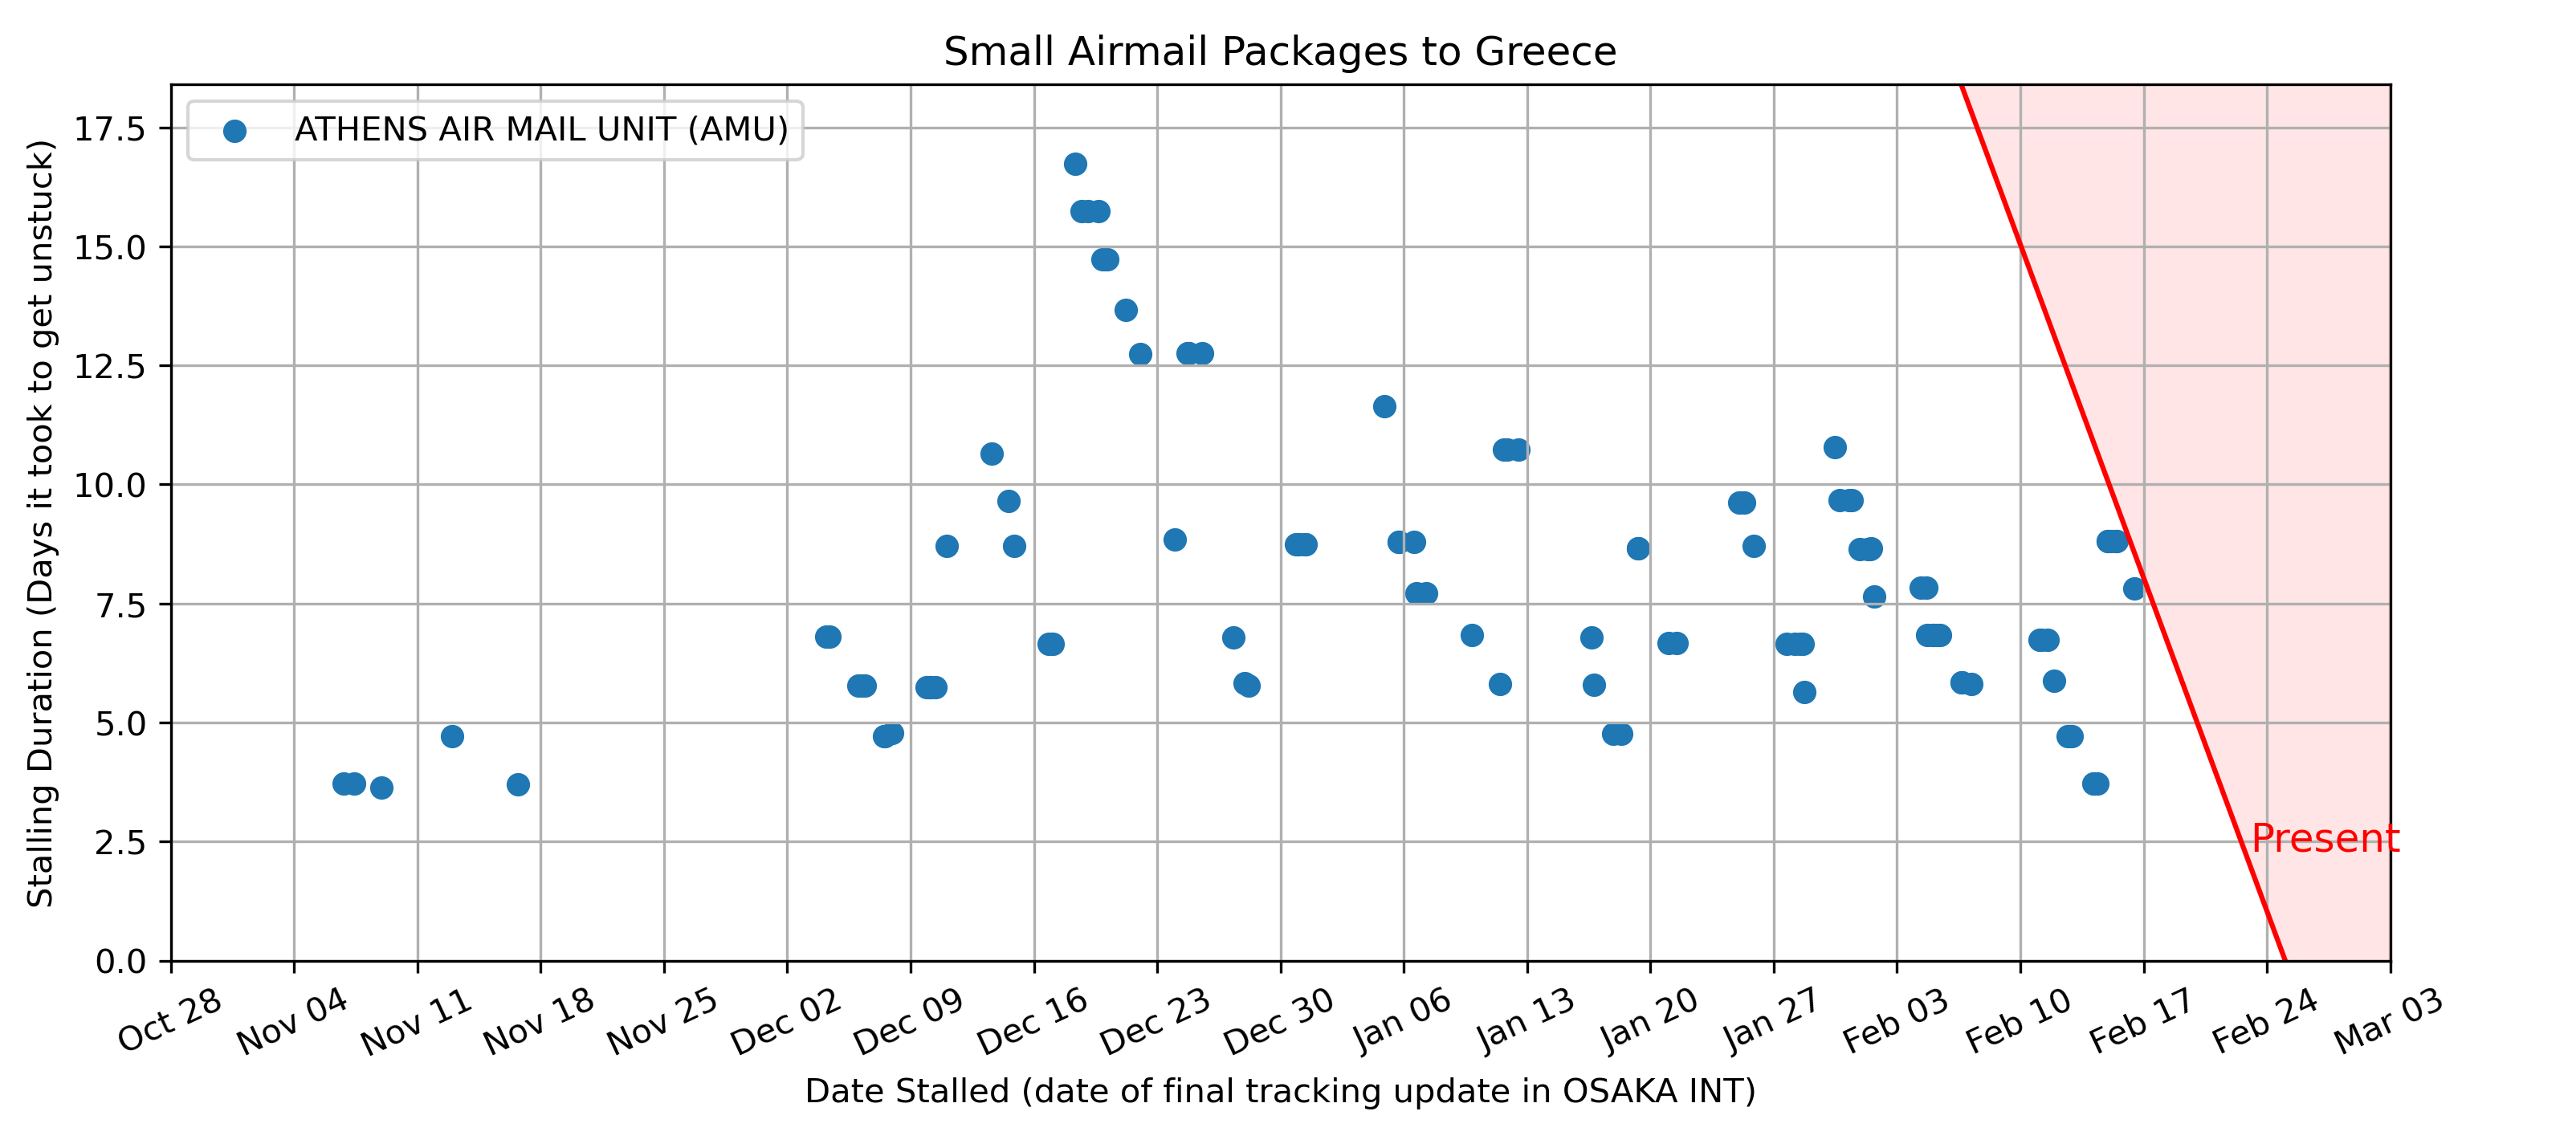 Small Airmail Packages to Greece
ATHENS AIR MAIL UNIT (AMU)
Stalling Duration (Days it took to get unstuck)
17.5
15.0
12.5
10.0
7.5
5.0
2.5
0.0
Present
Oct 28
Nov 04
Nov 11
Nov 18
Nov 25
Dec 02
Dec 09
Dec 16
Dec 23
Dec 30
Jan 06
Jan 13
Jan 20
Jan 27
Feb 03
Feb 10
Feb 17
Feb 24
Mar 03
Date Stalled (date of final tracking update in OSAKA INT)